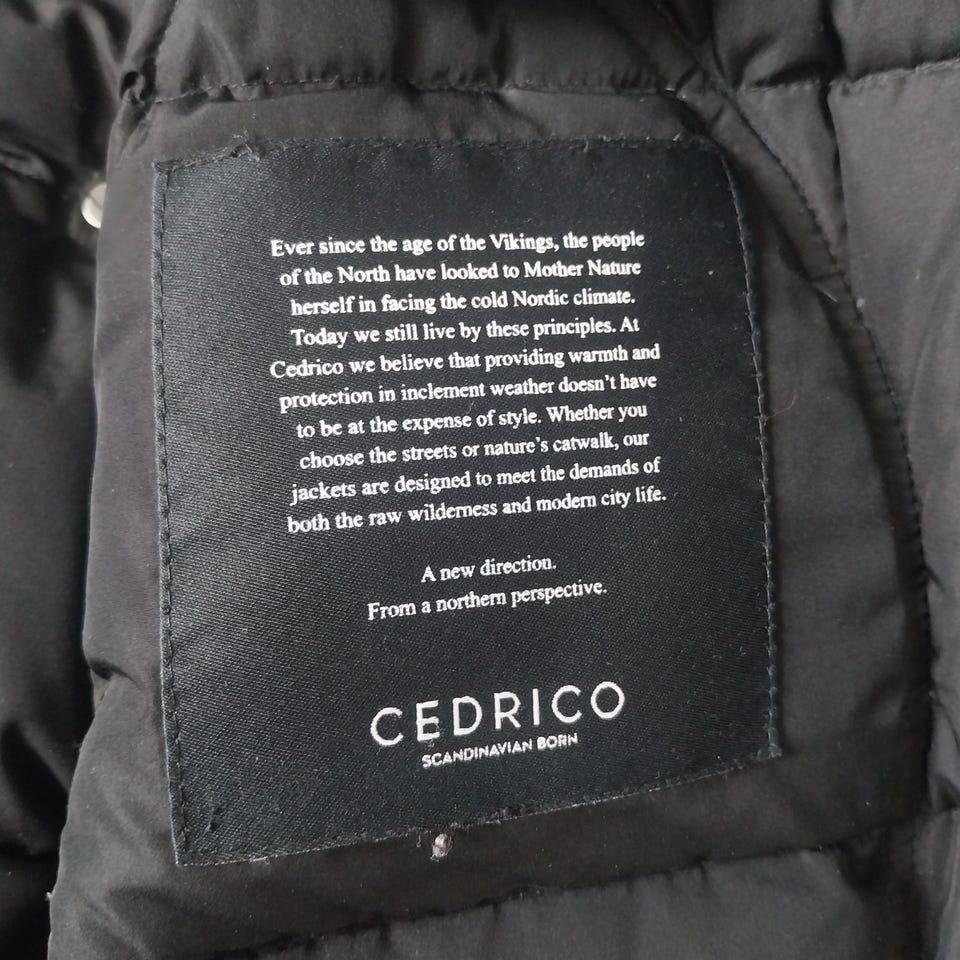 Ever since the age of the Vikings, the people
of the North have looked to Mother Nature
herself in facing the cold Nordic climate.
Today we still live by these principles. At
Cedrico we believe that providing warmth and
protection in inclement weather doesn't have
to be at the expense of style. Whether you
choose the streets or nature's catwalk, our
jackets are designed to meet the demands of
both the raw wilderness and modern city life.
A new direction.
From a northern perspective.
CEDRICO
SCANDINAVIAN BORN